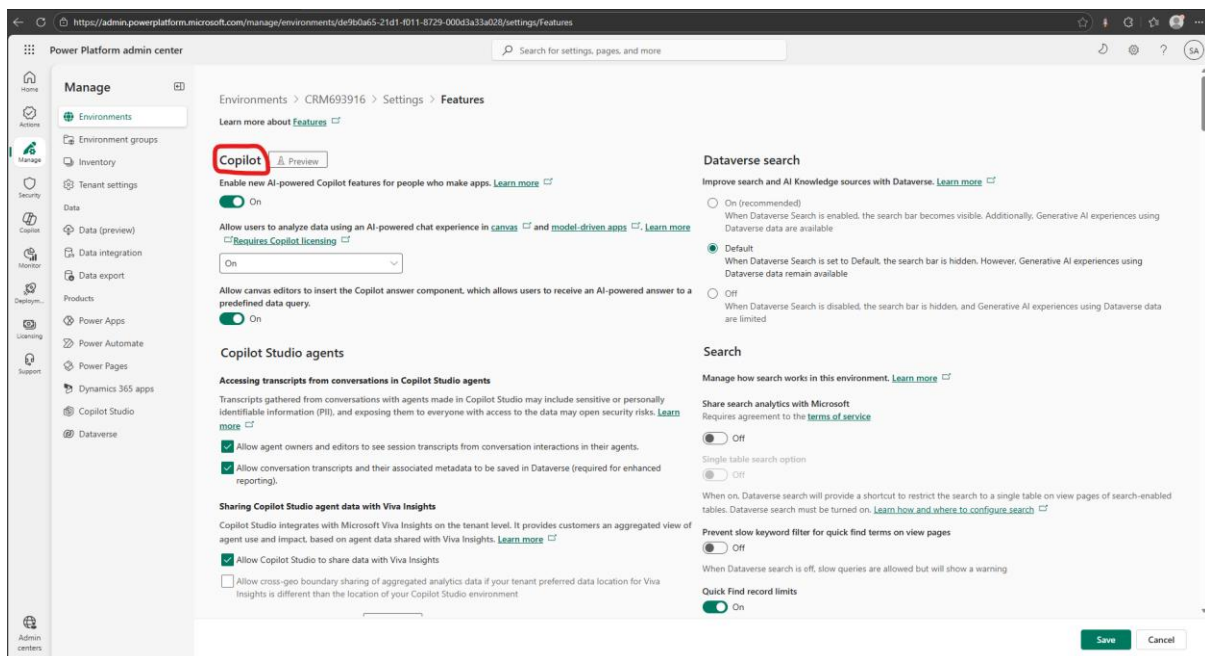 https://admin.powerplatform.microsoft.com/manage/environments/de9b0a65-21d1-f011-8729-000d3a33a028/settings/Features
Power Platform admin center
Search for settings, pages, and more
SA
Home
Actions
Manage
Security
Copilot
Monitor
Deploym...
Licensing
Support
Admin centers
Manage
Environments
Environment groups
Inventory
Tenant settings
Data
Data (preview)
Data integration
Data export
Products
Power Apps
Power Automate
Power Pages
Dynamics 365 apps
Copilot Studio
Dataverse
Environments > CRM693916 > Settings > Features
Learn more about Features
Copilot
Preview
Enable new AI-powered Copilot features for people who make apps. Learn more
On
Allow users to analyze data using an AI-powered chat experience in canvas and model-driven apps. Learn more
Requires Copilot licensing
On
Allow canvas editors to insert the Copilot answer component, which allows users to receive an AI-powered answer to a
predefined data query.
On
Copilot Studio agents
Accessing transcripts from conversations in Copilot Studio agents
Transcripts gathered from conversations with agents made in Copilot Studio may include sensitive or personally
identifiable information (PII), and exposing them to everyone with access to the data may open security risks. Learn
more
Allow agent owners and editors to see session transcripts from conversation interactions in their agents.
Allow conversation transcripts and their associated metadata to be saved in Dataverse (required for enhanced
reporting).
Sharing Copilot Studio agent data with Viva Insights
Copilot Studio integrates with Microsoft Viva Insights on the tenant level. It provides customers an aggregated view of
agent use and impact, based on agent data shared with Viva Insights. Learn more
Allow Copilot Studio to share data with Viva Insights
Allow cross-geo boundary sharing of aggregated analytics data if your tenant preferred data location for Viva
Insights is different than the location of your Copilot Studio environment
Dataverse search
Improve search and AI Knowledge sources with Dataverse. Learn more
On (recommended)
When Dataverse Search is enabled, the search bar becomes visible. Additionally, Generative AI experiences using
Dataverse data are available
Default
When Dataverse Search is set to Default, the search bar is hidden. However, Generative AI experiences using
Dataverse data remain available
Off
When Dataverse Search is disabled, the search bar is hidden, and Generative AI experiences using Dataverse data
are limited
Search
Manage how search works in this environment. Learn more
Share search analytics with Microsoft
Requires agreement to the terms of service
Off
Single table search option
Off
When on, Dataverse search will provide a shortcut to restrict the search to a single table on view pages of search-enabled
tables. Dataverse search must be turned on. Learn how and where to configure search
Prevent slow keyword filter for quick find terms on view pages
Off
When Dataverse search is off, slow queries are allowed but will show a warning
Quick Find record limits
On
Save
Cancel